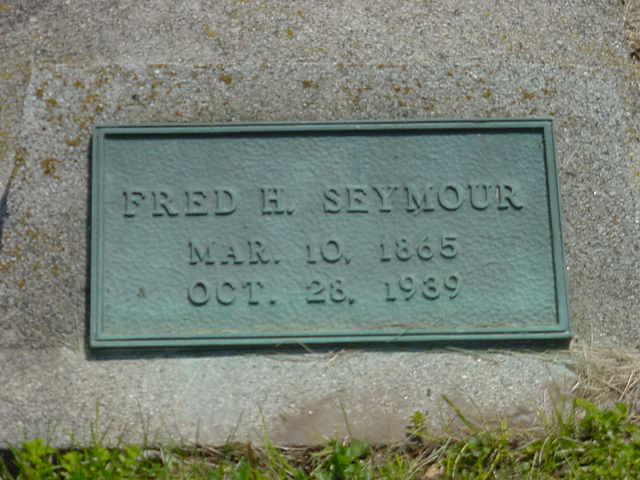 FRED H. SEYMOUR
MAR. 10, 1865
OCT. 28, 1939